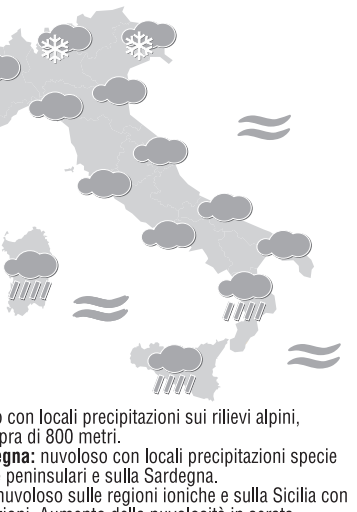 con locali precipitazioni sui rilievi alpini,
pra di 800 metri.
egna: nuvoloso con locali precipitazioni specie
peninsulari e sulla Sardegna.
nuvoloso sulle regioni ioniche e sulla Sicilia con